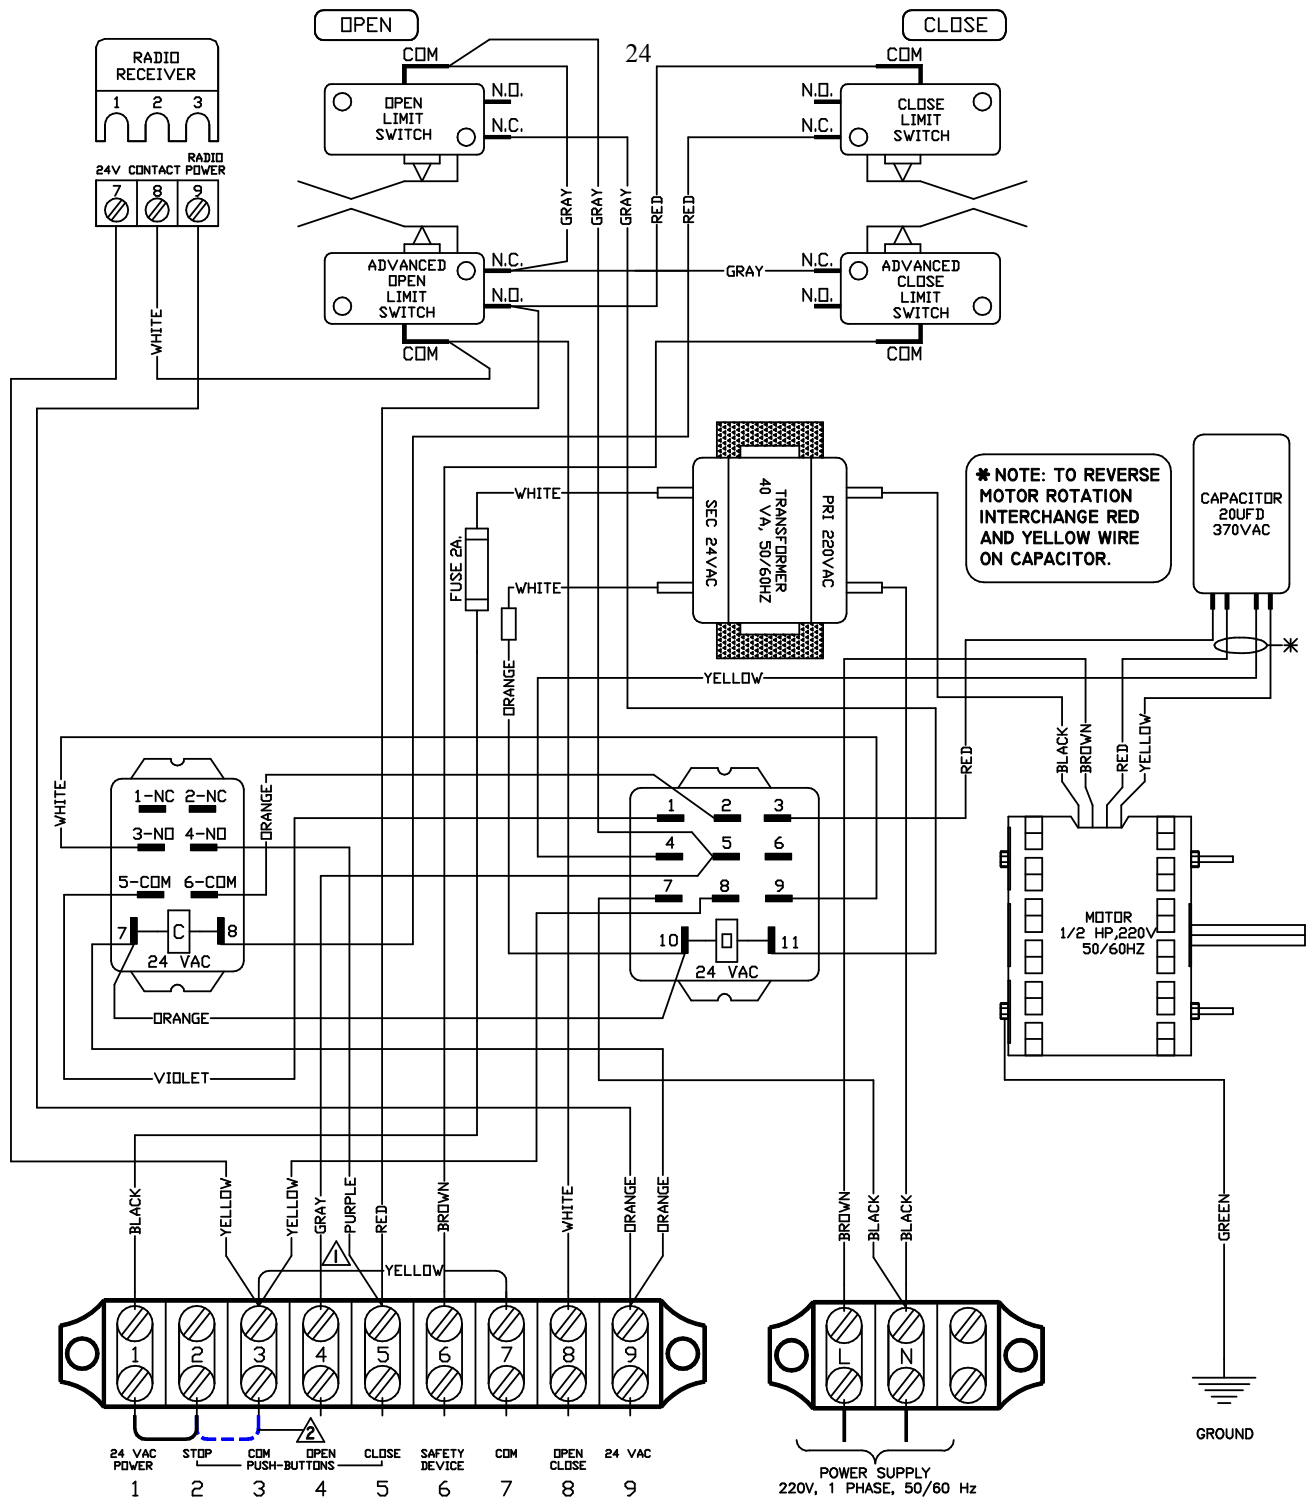 OPEN
CLOSE
24
RADIO
RECEIVER
1 2 3
24V CONTACT RADIO
POWER
7 8 9
COM
OPEN
LIMIT
SWITCH
N.O.
N.C.
COM
CLOSE
LIMIT
SWITCH
N.O.
N.C.
GRAY
GRAY
GRAY
RED
RED
ADVANCED
OPEN
LIMIT
SWITCH
N.C.
N.O.
COM
GRAY
N.C.
N.O.
ADVANCED
CLOSE
LIMIT
SWITCH
COM
WHITE
WHITE
FUSE 2A.
WHITE
ORANGE
SEC 24VAC
TRANSFORMER
40 VA, 50/60HZ
PRI 220VAC
* NOTE: TO REVERSE
MOTOR ROTATION
INTERCHANGE RED
AND YELLOW WIRE
ON CAPACITOR.
CAPACITOR
20UFD
370VAC
*
YELLOW
RED
BLACK
BROWN
RED
YELLOW
WHITE
ORANGE
1-NC 2-NC
3-NO 4-NO
5-COM 6-COM
7 C 8
24 VAC
1 2 3
4 5 6
7 8 9
10 O 11
24 VAC
MOTOR
1/2 HP,220V
50/60HZ
ORANGE
VIOLET
BLACK
YELLOW
YELLOW
GRAY
PURPLE
RED
BROWN
WHITE
ORANGE
ORANGE
BROWN
BLACK
BLACK
GREEN
1
YELLOW
1 2 3 4 5 6 7 8 9
L N
2
24 VAC
POWER
STOP
COM
OPEN
CLOSE
PUSH-BUTTONS
SAFETY
DEVICE
COM
OPEN
CLOSE
24 VAC
1 2 3 4 5 6 7 8 9
POWER SUPPLY
220V, 1 PHASE, 50/60 Hz
GROUND